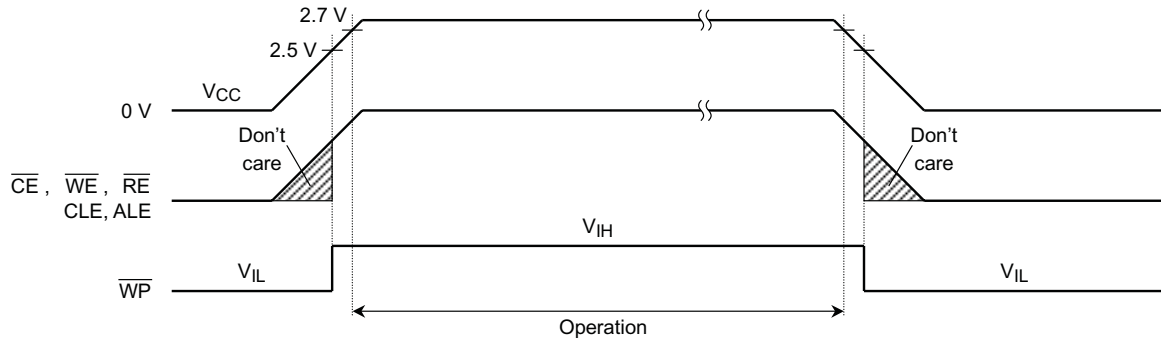 2.7 V
2.5 V
VCC
0 V
Don't
care
Don't
care
CE , WE , RE
CLE, ALE
VIH
VIL
VIL
WP
Operation